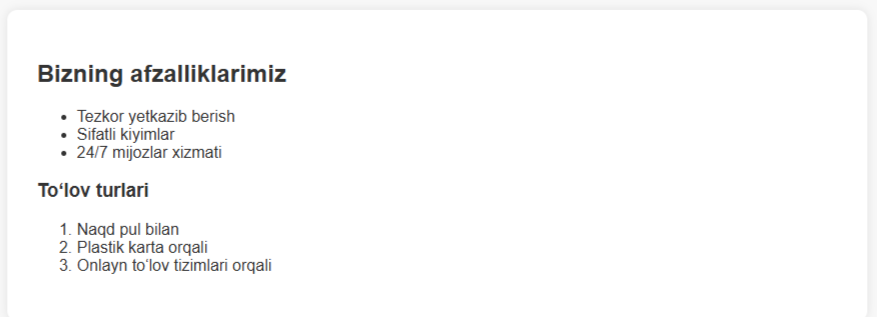 Bizning afzalliklarimiz
• Tezkor yetkazib berish
• Sifatli kiyimlar
• 24/7 mijozlar xizmati
To‘lov turlari
1. Naqd pul bilan
2. Plastik karta orqali
3. Onlayn to‘lov tizimlari orqali